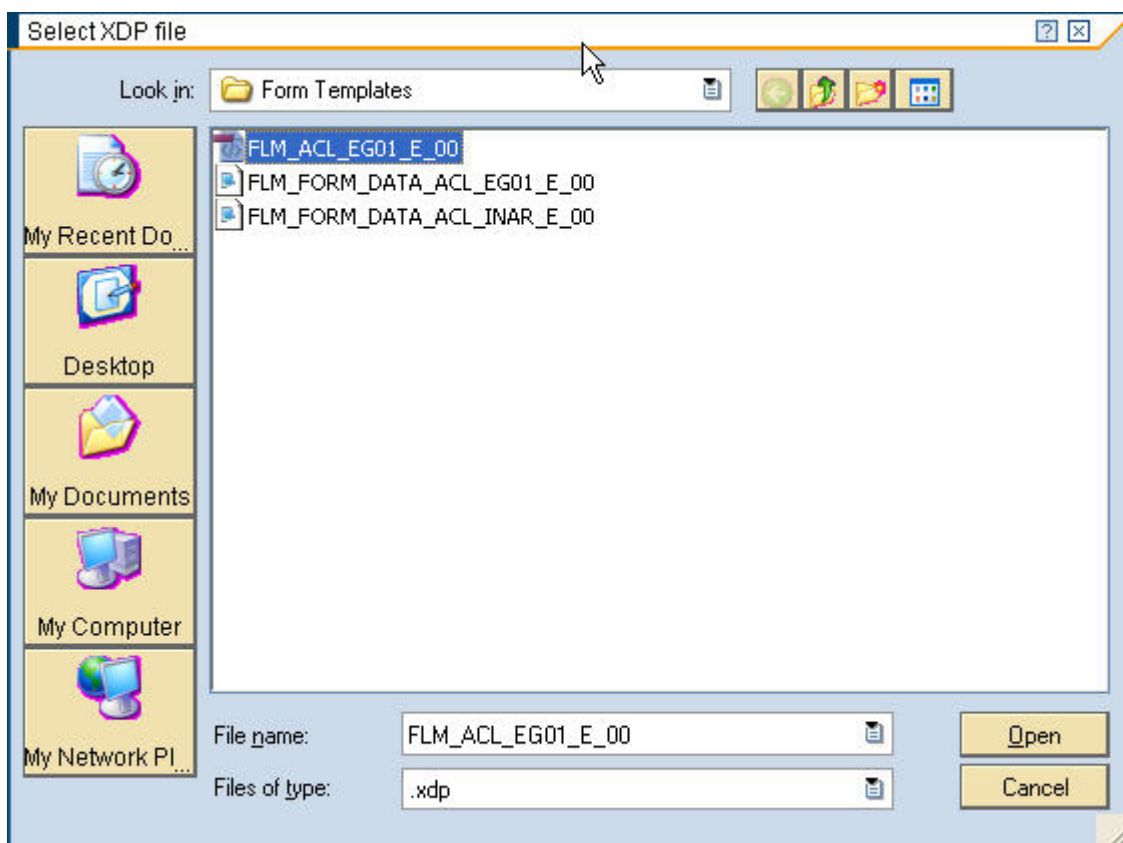 Select XDP file
Look in: Form Templates
FLM_ACL_EG01_E_00
FLM_FORM_DATA_ACL_EG01_E_00
FLM_FORM_DATA_ACL_INAR_E_00
My Recent Do...
Desktop
My Documents
My Computer
My Network Pl...
File name: FLM_ACL_EG01_E_00 Open
Files of type: .xdp Cancel